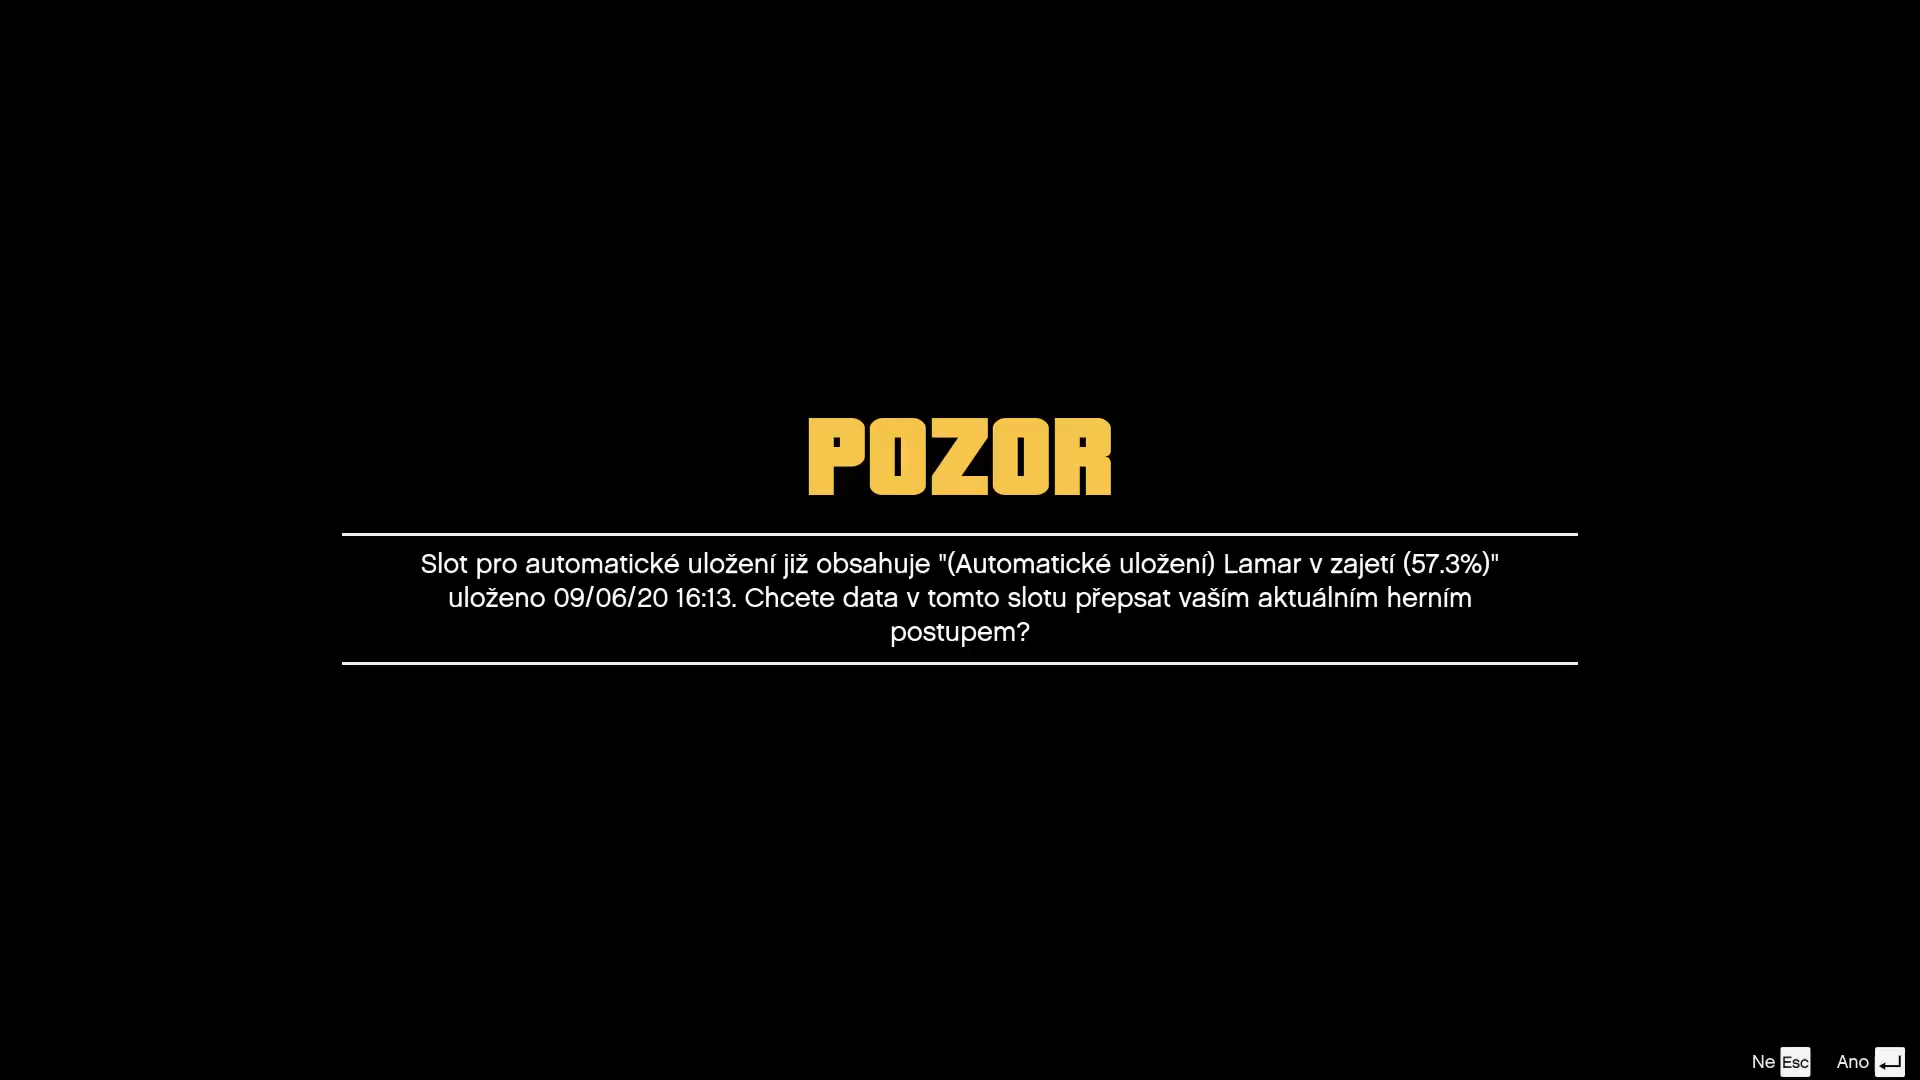 POZOR
Slot pro automatické uložení již obsahuje "(Automatické uložení) Lamar v zajetí (57.3%)"
uloženo 09/06/20 16:13. Chcete data v tomto slotu přepsat vaším aktuálním herním
postupem?
Ne Esc Ano